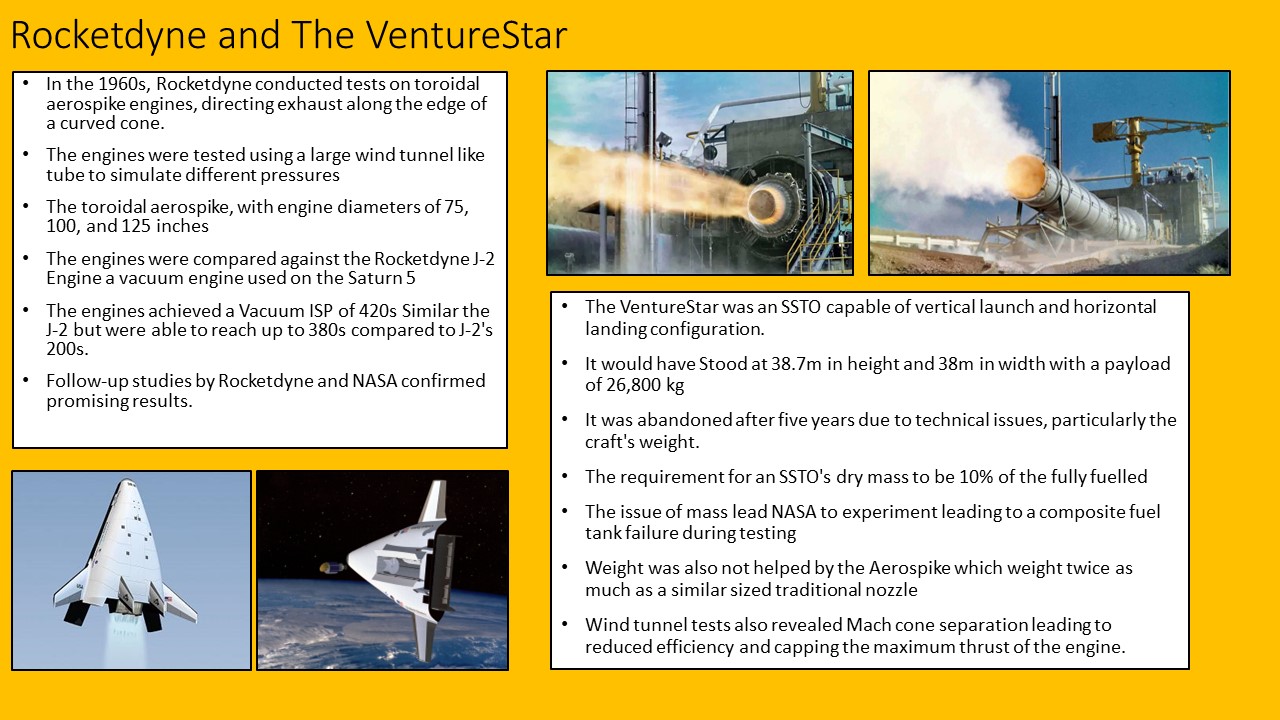 Rocketdyne and The VentureStar
• In the 1960s, Rocketdyne conducted tests on toroidal
aerospike engines, directing exhaust along the edge of
a curved cone.
• The engines were tested using a large wind tunnel like
tube to simulate different pressures
• The toroidal aerospike, with engine diameters of 75,
100, and 125 inches
• The engines were compared against the Rocketdyne J-2
Engine a vacuum engine used on the Saturn 5
• The engines achieved a Vacuum ISP of 420s Similar the
J-2 but were able to reach up to 380s compared to J-2's
200s.
• Follow-up studies by Rocketdyne and NASA confirmed
promising results.
• The VentureStar was an SSTO capable of vertical launch and horizontal
landing configuration.
• It would have Stood at 38.7m in height and 38m in width with a payload
of 26,800 kg
• It was abandoned after five years due to technical issues, particularly the
craft's weight.
• The requirement for an SSTO's dry mass to be 10% of the fully fuelled
• The issue of mass lead NASA to experiment leading to a composite fuel
tank failure during testing
• Weight was also not helped by the Aerospike which weight twice as
much as a similar sized traditional nozzle
• Wind tunnel tests also revealed Mach cone separation leading to
reduced efficiency and capping the maximum thrust of the engine.